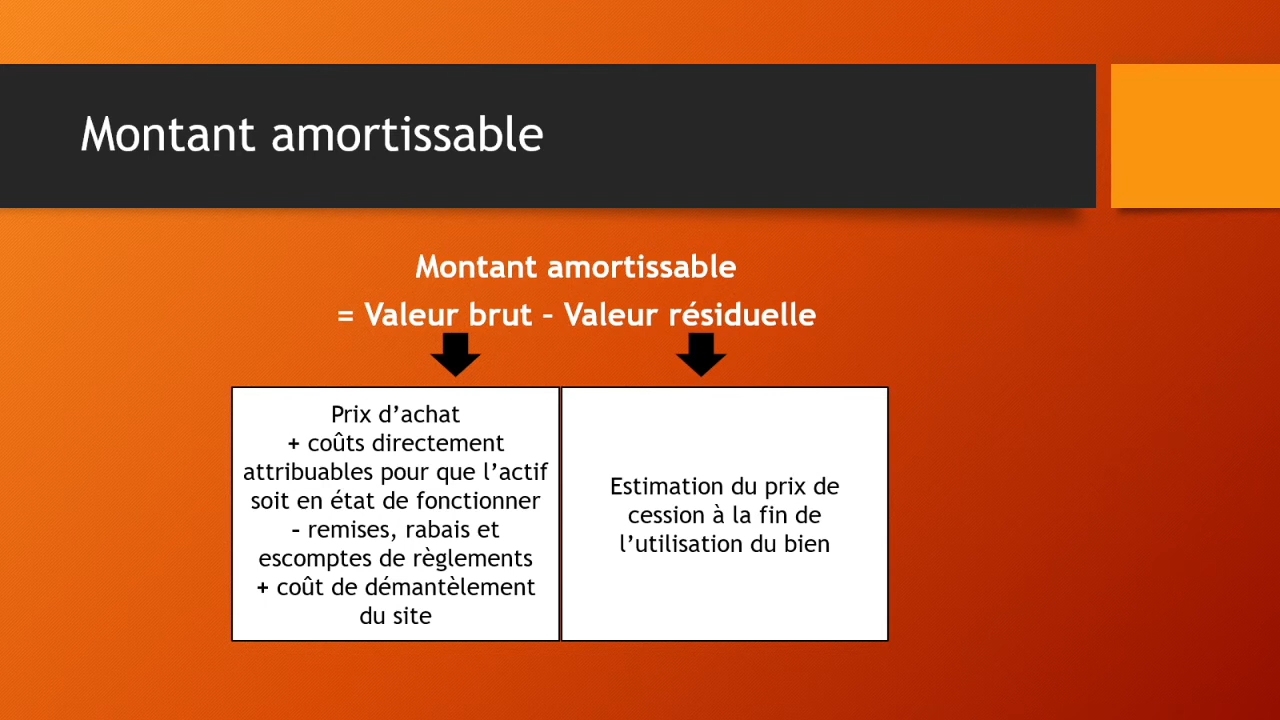 Montant amortissable
Montant amortissable
= Valeur brut – Valeur résiduelle
Prix d’achat
+ coûts directement
attribuables pour que l’actif
soit en état de fonctionner
– remises, rabais et
escomptes de règlements
+ coût de démantèlement
du site
Estimation du prix de
cession à la fin de
l’utilisation du bien